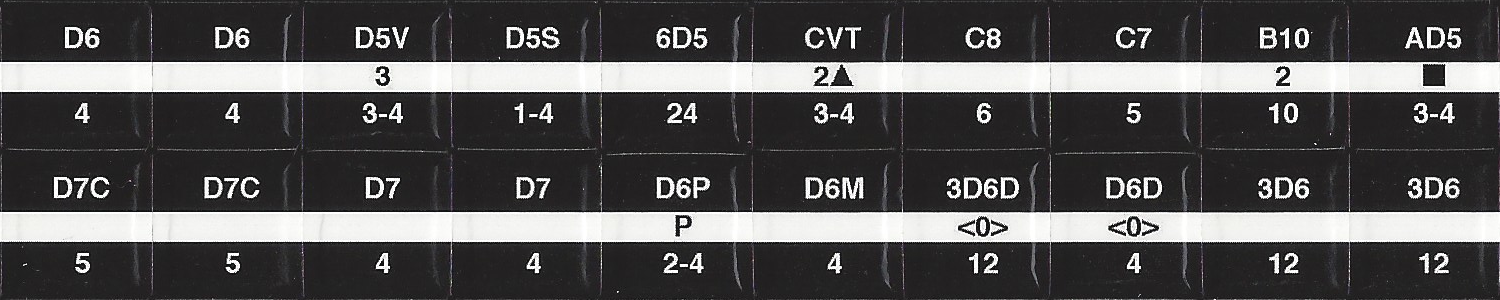 D6 D6 D5V D5S 6D5 CVT C8 C7 B10 AD5
3 2▲ 2 ■
4 4 3-4 1-4 24 3-4 6 5 10 3-4
D7C D7C D7 D7 D6P D6M 3D6D D6D 3D6 3D6
P <0> <0>
5 5 4 4 2-4 4 12 4 12 12